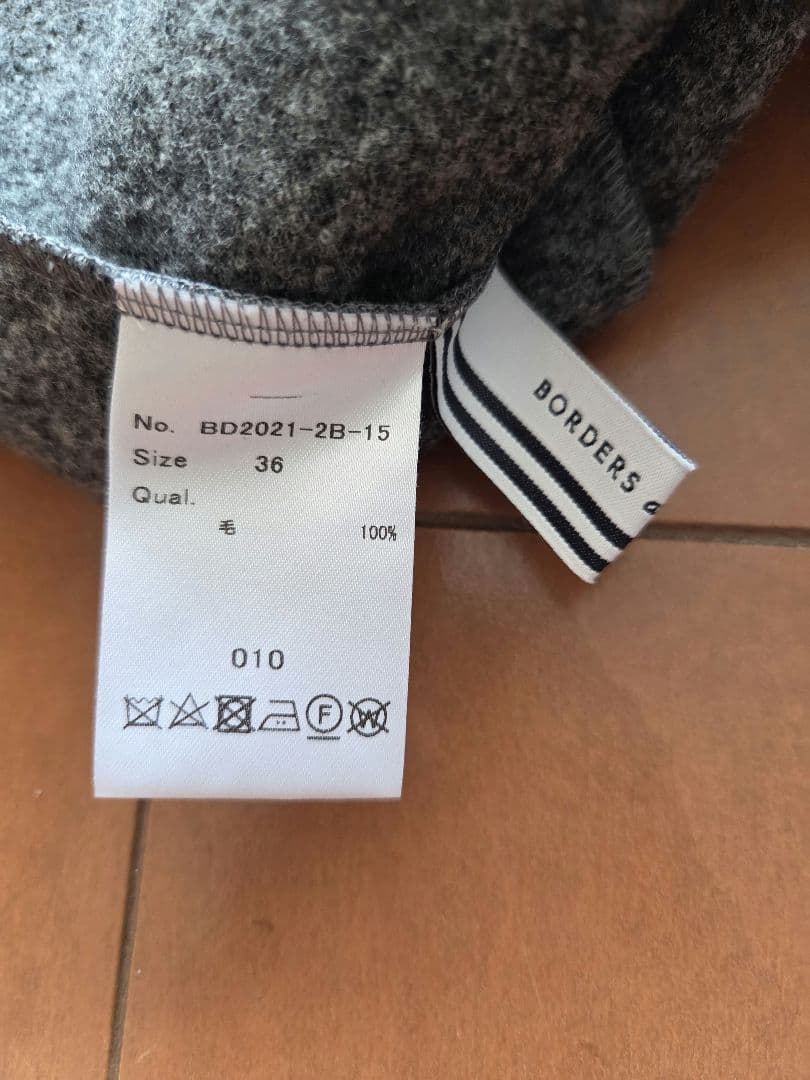 No. BD2021-2B-15
Size 36
Qual.
毛 100%
010
F W
BORDERS